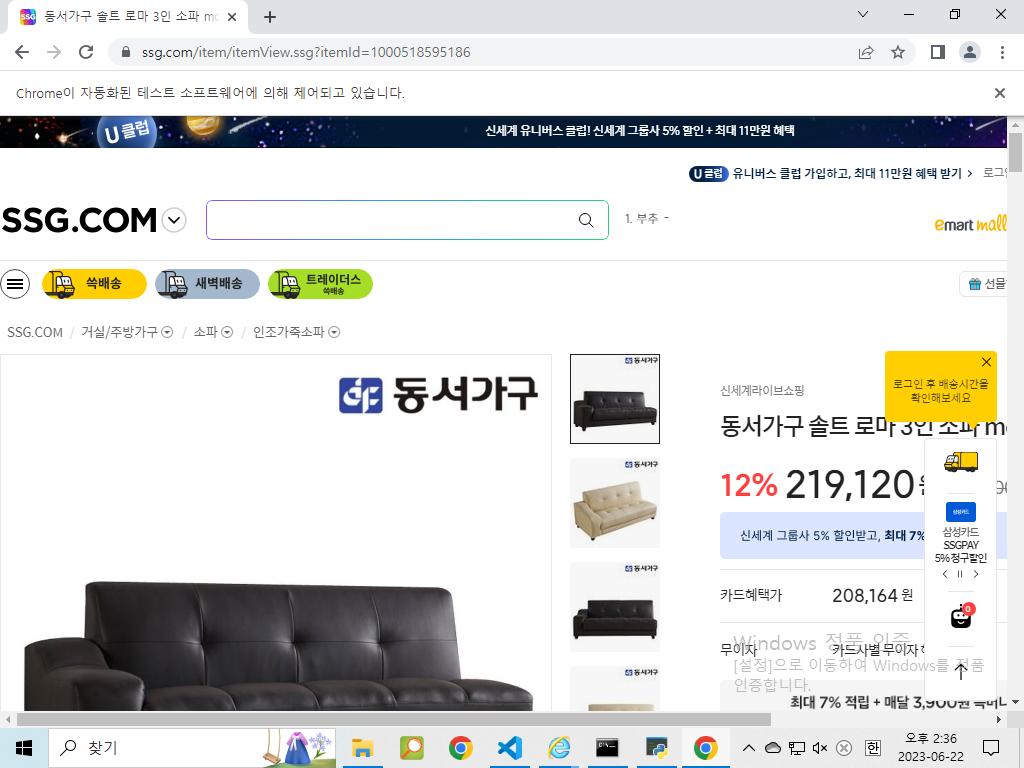 동서가구 솔트 로마 3인 소파 mo
ssg.com/item/itemView.ssg?itemId=1000518595186
Chrome이 자동화된 테스트 소프트웨어에 의해 제어되고 있습니다.
U 클럽
신세계 유니버스 클럽! 신세계 그룹사 5% 할인 + 최대 11만원 혜택
U 클럽 유니버스 클럽 가입하고, 최대 11만원 혜택 받기
로그인
SSG.COM
1. 부추 -
emart mall
쓱배송
새벽배송
트레이더스
쓱배송
선물
SSG.COM / 거실/주방가구 / 소파 / 인조가죽소파
동서가구
동서가구
동서가구
동서가구
동서가구
신세계라이브쇼핑
로그인 후 배송시간을
확인해보세요
동서가구 솔트 로마 3인 소파 mo
12% 219,120원
신세계 그룹사 5% 할인받고, 최대 7%
삼성카드
삼성카드
SSGPAY
5% 청구할인
카드혜택가 208,164 원
0
무이자 카드사별 무이자
Windows 정품 인증
[설정]으로 이동하여 Windows를 정품
인증합니다.
최대 7% 적립 + 매달 3,900원 쓱머니
찾기
한
오후 2:36
2023-06-22